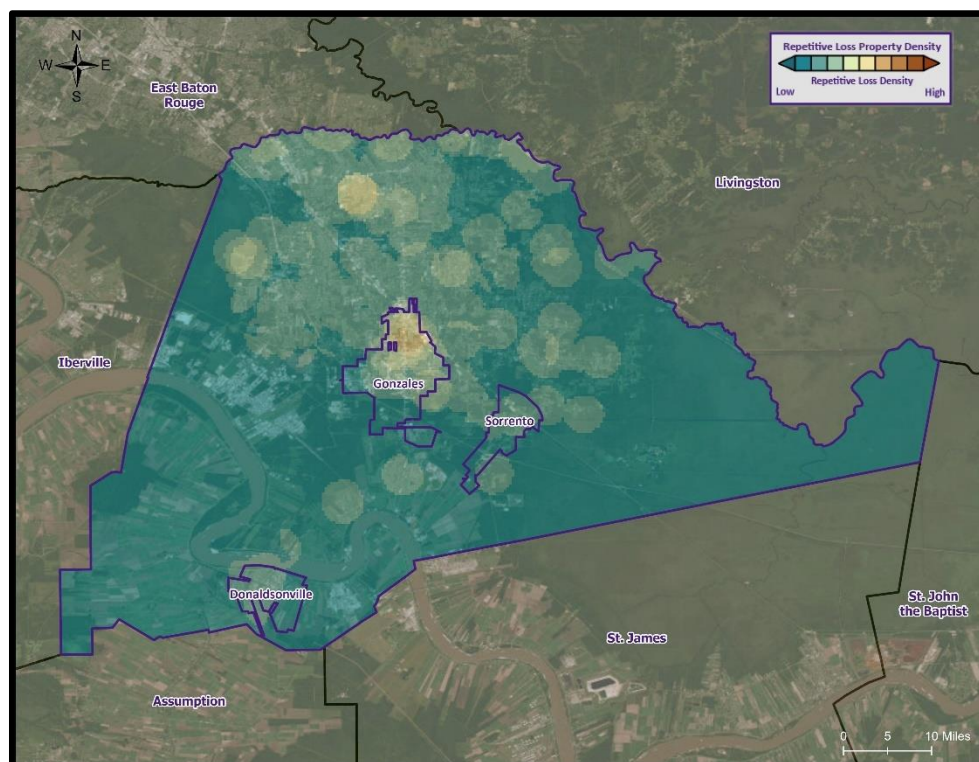 N
W E
S
Repetitive Loss Property Density
Repetitive Loss Density
Low High
East Baton
Rouge
Livingston
Iberville
Gonzales
Sorrento
Donaldsonville
St. John
the Baptist
St. James
Assumption
0 5 10 Miles